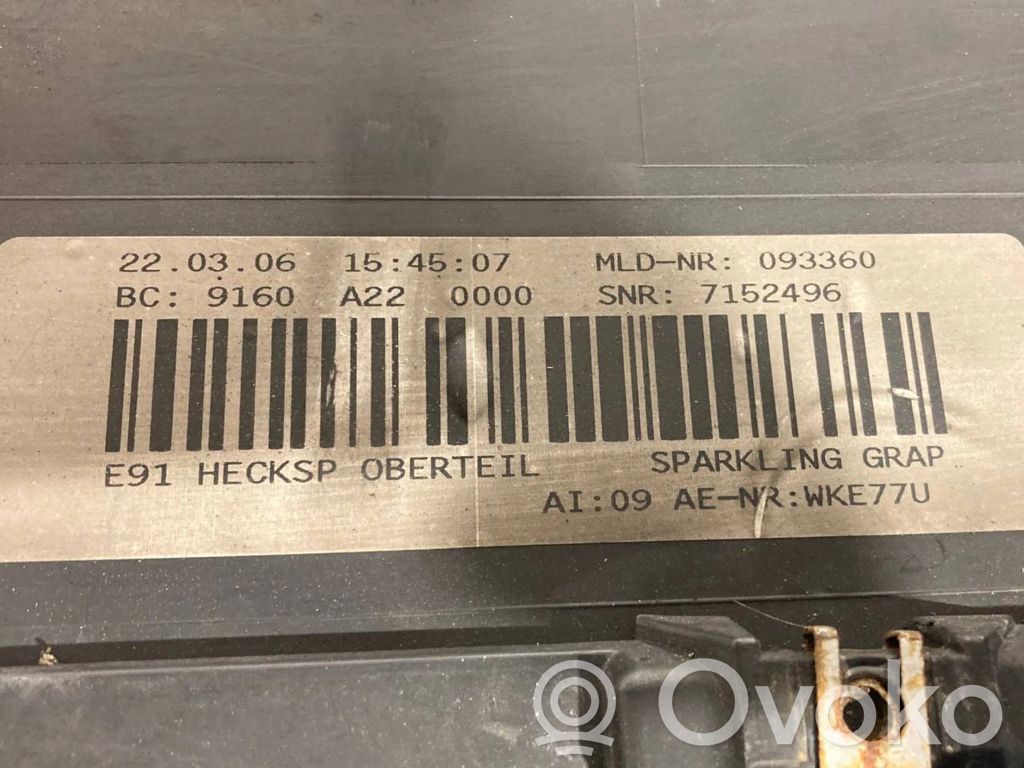 22.03.06 15:45:07 MLD-NR: 093360
BC: 9160 A22 0000 SNR: 7152496
E91 HECKSP OBERTEIL SPARKLING GRAP
AI:09 AE-NR:WKE77U
Ovoko